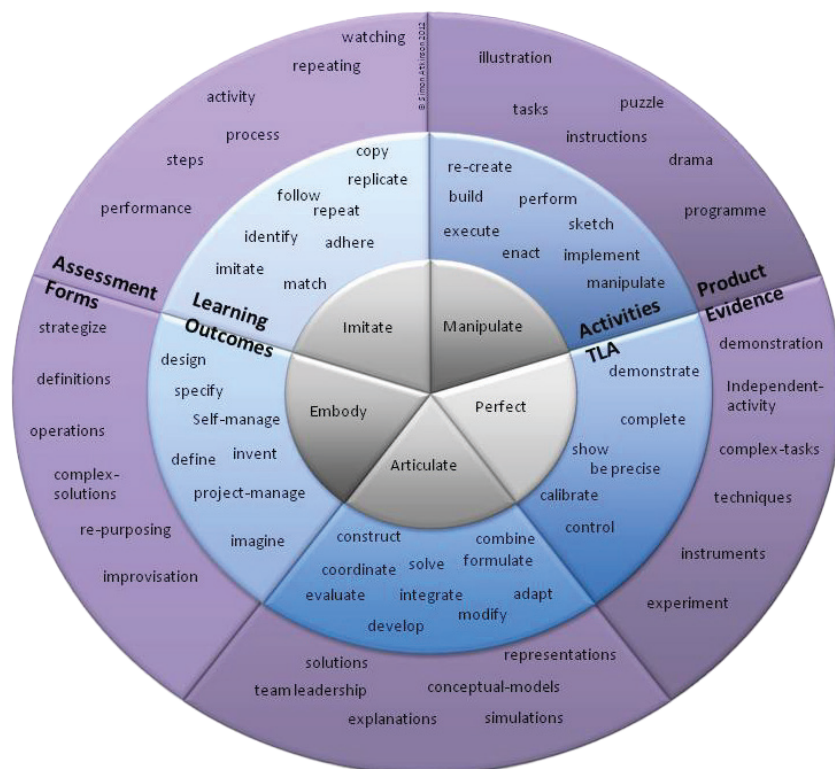 watching
repeating
activity
process
steps
performance
© Simon Atkinson 2012
illustration
tasks
puzzle
instructions
drama
programme
copy
replicate
follow
repeat
identify
adhere
imitate
match
re-create
build
perform
execute
sketch
enact
implement
manipulate
Assessment
Forms
Learning
Outcomes
Activities
TLA
Product
Evidence
Imitate
Manipulate
Embody
Perfect
Articulate
strategize
definitions
operations
complex-
solutions
re-purposing
improvisation
design
specify
Self-manage
define
invent
project-manage
imagine
demonstrate
complete
show
be precise
calibrate
control
demonstration
Independent-
activity
complex-tasks
techniques
instruments
experiment
construct
combine
coordinate
solve
formulate
evaluate
integrate
adapt
develop
modify
solutions
representations
team leadership
conceptual-models
explanations
simulations